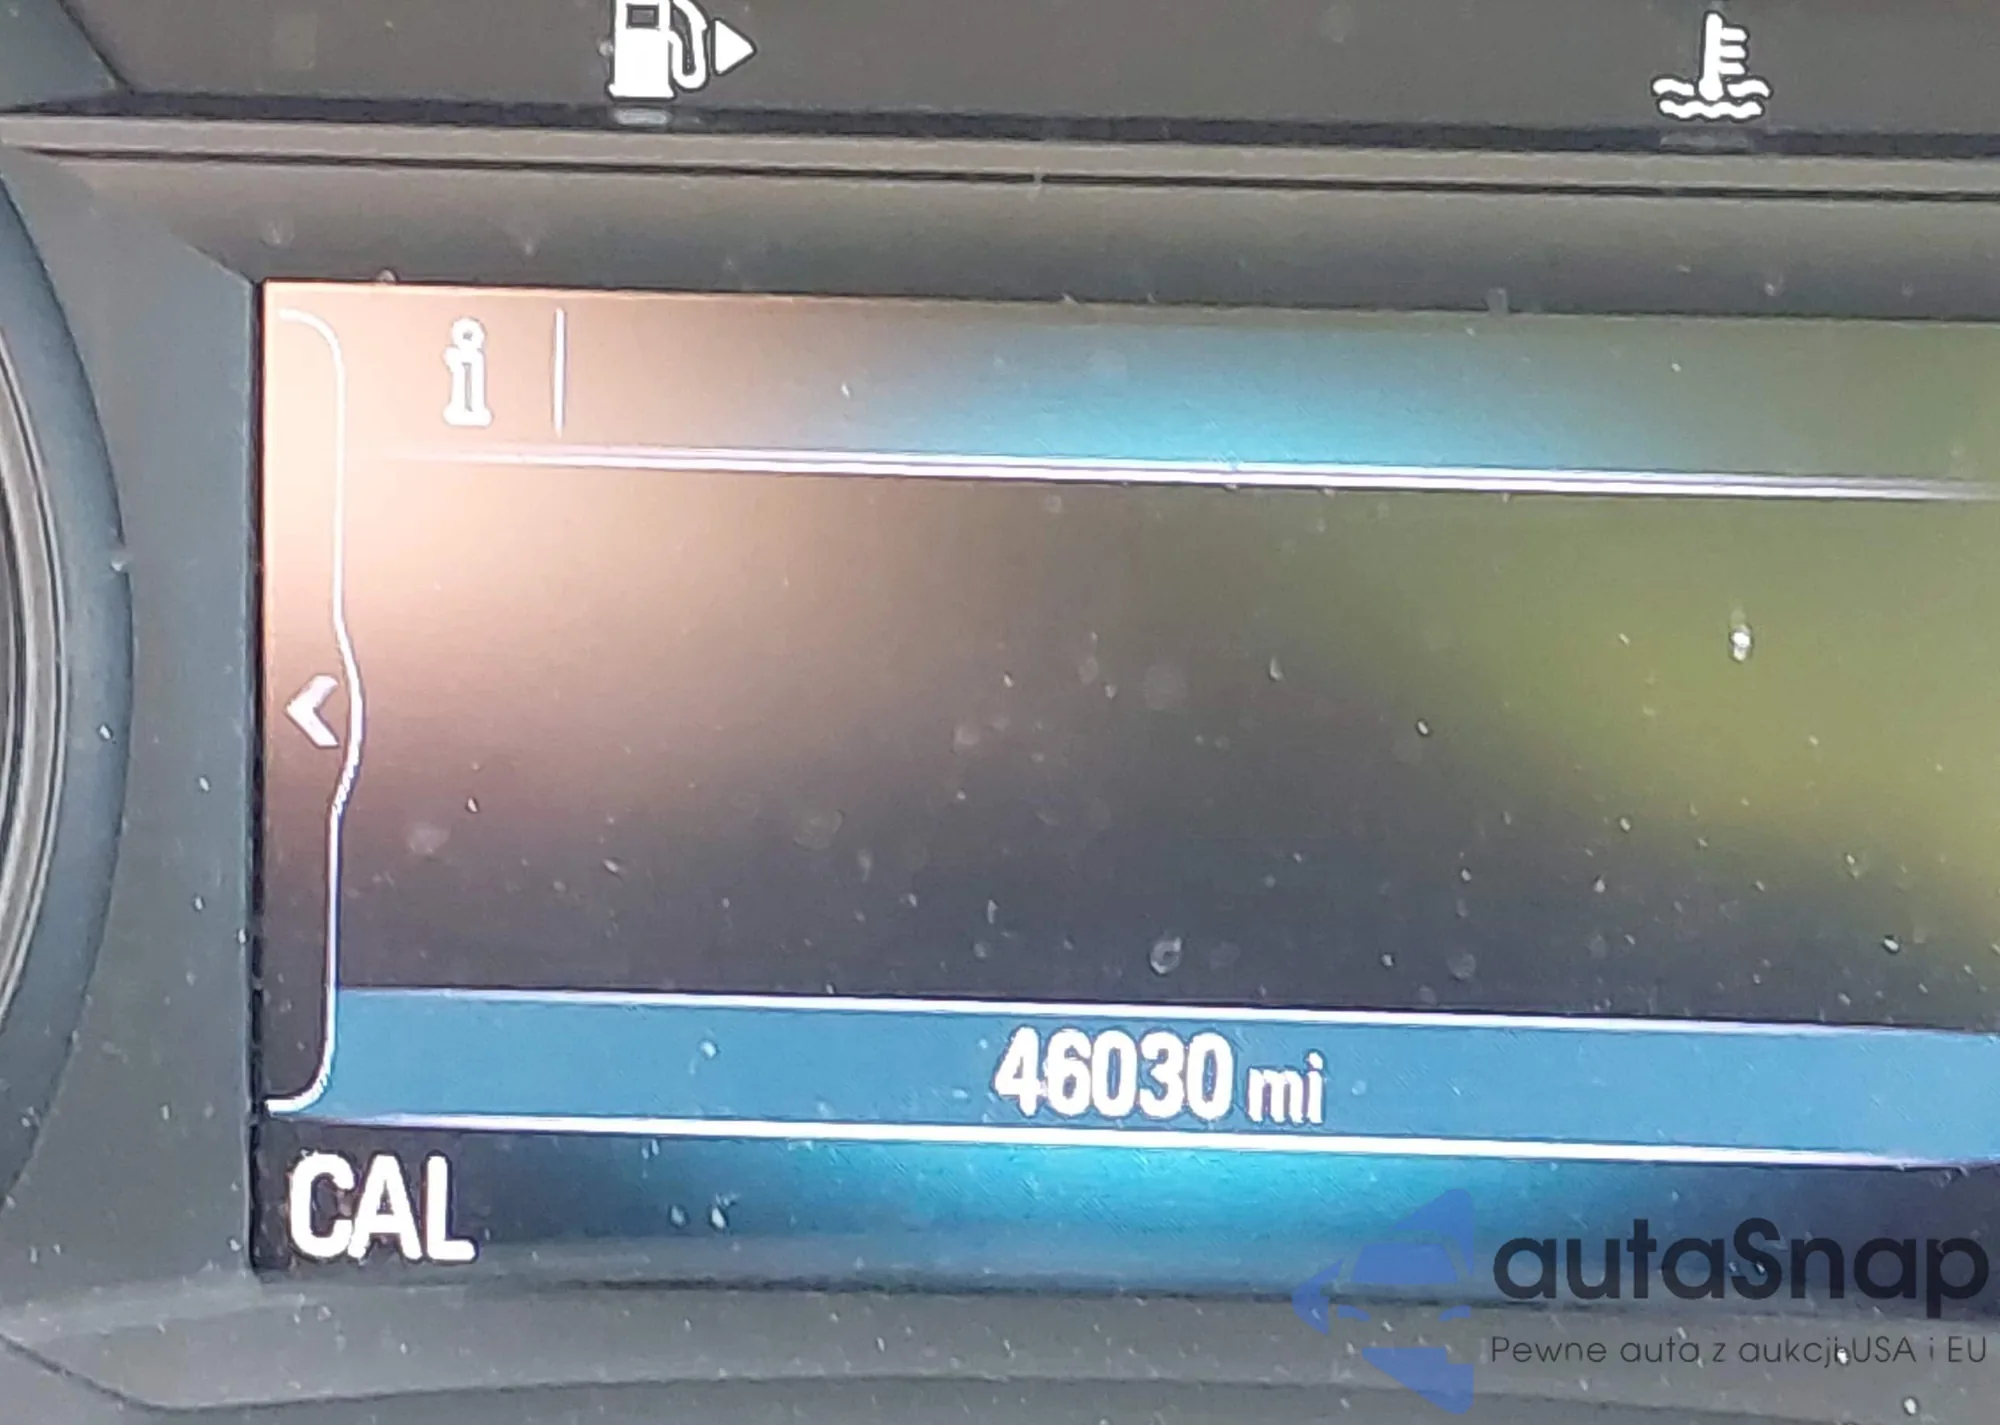 46030 mi
CAL
autaSnap
Pewne auta z aukcji USA i EU